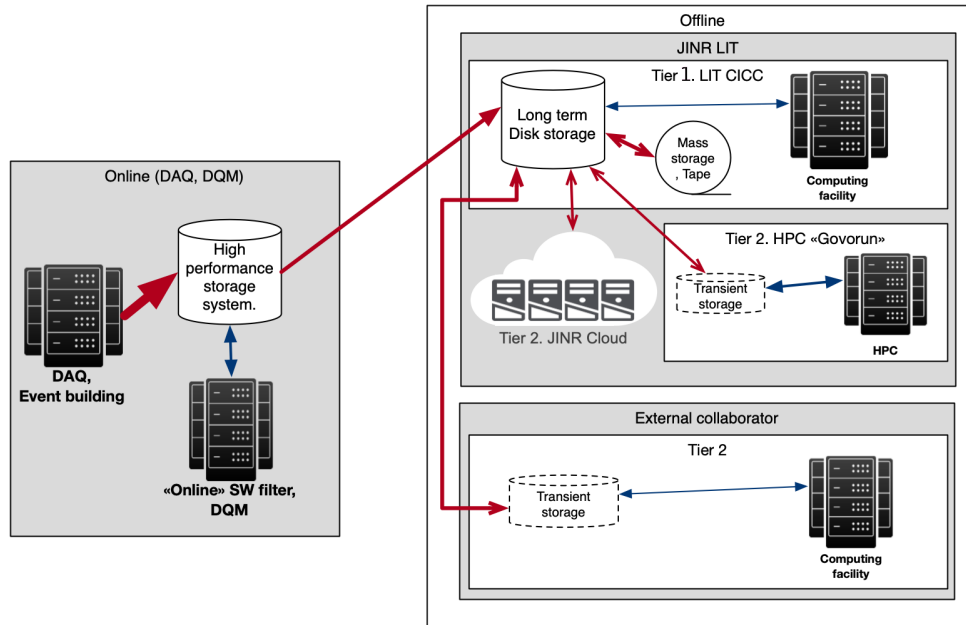 Offline
JINR LIT
Tier 1. LIT CICC
Long term
Disk storage
Mass
storage
, Tape
Computing
facility
Online (DAQ, DQM)
High
performance
storage
system.
DAQ,
Event building
«Online» SW filter,
DQM
Tier 2. JINR Cloud
Tier 2. HPC «Govorun»
Transient
storage
HPC
External collaborator
Tier 2
Transient
storage
Computing
facility